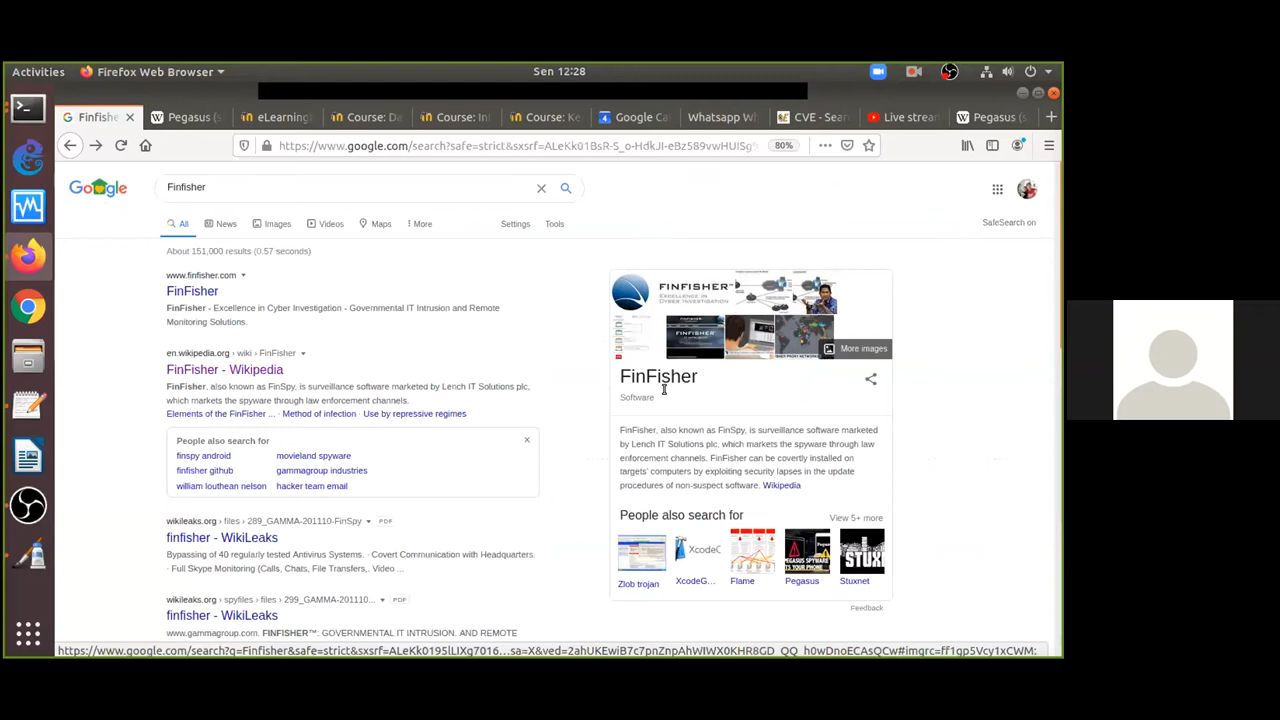 Activities
Firefox Web Browser
Sen 12:28
Finfish
Pegasus (s
eLearning
Course: Da
Course: In
Course: Ke
Google Ca
Whatsapp W
CVE - Sear
Live stream
Pegasus (s
https://www.google.com/search?safe=strict&sxsrf=ALeKk01BsR-S_o-HdkJI-eBz589vwHUISg
80%
Google
Finfisher
All
News
Images
Videos
Maps
More
Settings
Tools
SafeSearch on
About 151,000 results (0.57 seconds)
www.finfisher.com
FinFisher
FinFisher - Excellence in Cyber Investigation - Governmental IT Intrusion and Remote
Monitoring Solutions.
en.wikipedia.org › wiki › FinFisher
FinFisher - Wikipedia
FinFisher, also known as FinSpy, is surveillance software marketed by Lench IT Solutions plc,
which markets the spyware through law enforcement channels.
Elements of the FinFisher ... · Method of infection · Use by repressive regimes
People also search for
finspy android
movieland spyware
finfisher github
gammagroup industries
william louthean nelson
hacker team email
wikileaks.org › files › 289_GAMMA-201110-FinSpy
PDF
finfisher - WikiLeaks
Bypassing of 40 regularly tested Antivirus Systems. · Covert Communication with Headquarters.
· Full Skype Monitoring (Calls, Chats, File Transfers,. Video ...
wikileaks.org › spyfiles › files › 299_GAMMA-201110...
PDF
finfisher - WikiLeaks
www.gammagroup.com. FINFISHER™: GOVERNMENTAL IT INTRUSION. AND REMOTE
FINFISHER™
EXCELLENCE IN CYBER INVESTIGATION
More images
FinFisher
Software
FinFisher, also known as FinSpy, is surveillance software marketed
by Lench IT Solutions plc, which markets the spyware through law
enforcement channels. FinFisher can be covertly installed on
targets' computers by exploiting security lapses in the update
procedures of non-suspect software. Wikipedia
People also search for
View 5+ more
Zlob trojan
XcodeG...
Flame
Pegasus
Stuxnet
Feedback